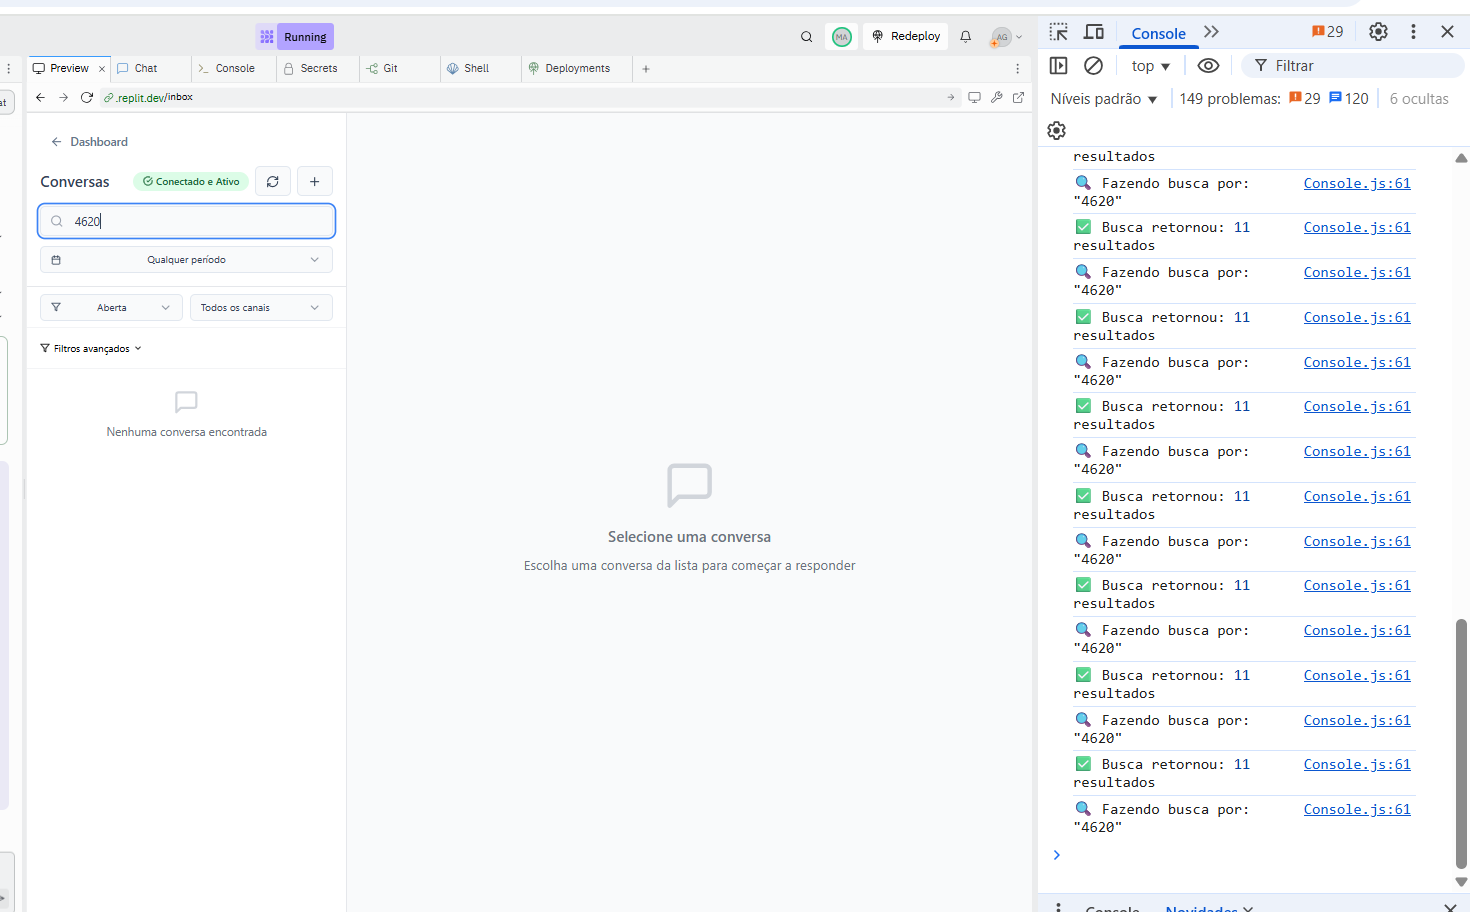 Running
MA
Redeploy
AG
Console
29
Preview
Chat
Console
Secrets
Git
Shell
Deployments
top
Filtrar
.replit.dev/inbox
Níveis padrão
149 problemas: 29 120
6 ocultas
at
Dashboard
Conversas
Conectado e Ativo
4620
Qualquer período
Aberta
Todos os canais
Filtros avançados
Nenhuma conversa encontrada
Selecione uma conversa
Escolha uma conversa da lista para começar a responder
resultados
Fazendo busca por: Console.js:61
"4620"
Busca retornou: 11 Console.js:61
resultados
Fazendo busca por: Console.js:61
"4620"
Busca retornou: 11 Console.js:61
resultados
Fazendo busca por: Console.js:61
"4620"
Busca retornou: 11 Console.js:61
resultados
Fazendo busca por: Console.js:61
"4620"
Busca retornou: 11 Console.js:61
resultados
Fazendo busca por: Console.js:61
"4620"
Busca retornou: 11 Console.js:61
resultados
Fazendo busca por: Console.js:61
"4620"
Busca retornou: 11 Console.js:61
resultados
Fazendo busca por: Console.js:61
"4620"
Busca retornou: 11 Console.js:61
resultados
Fazendo busca por: Console.js:61
"4620"
Console
Novidades